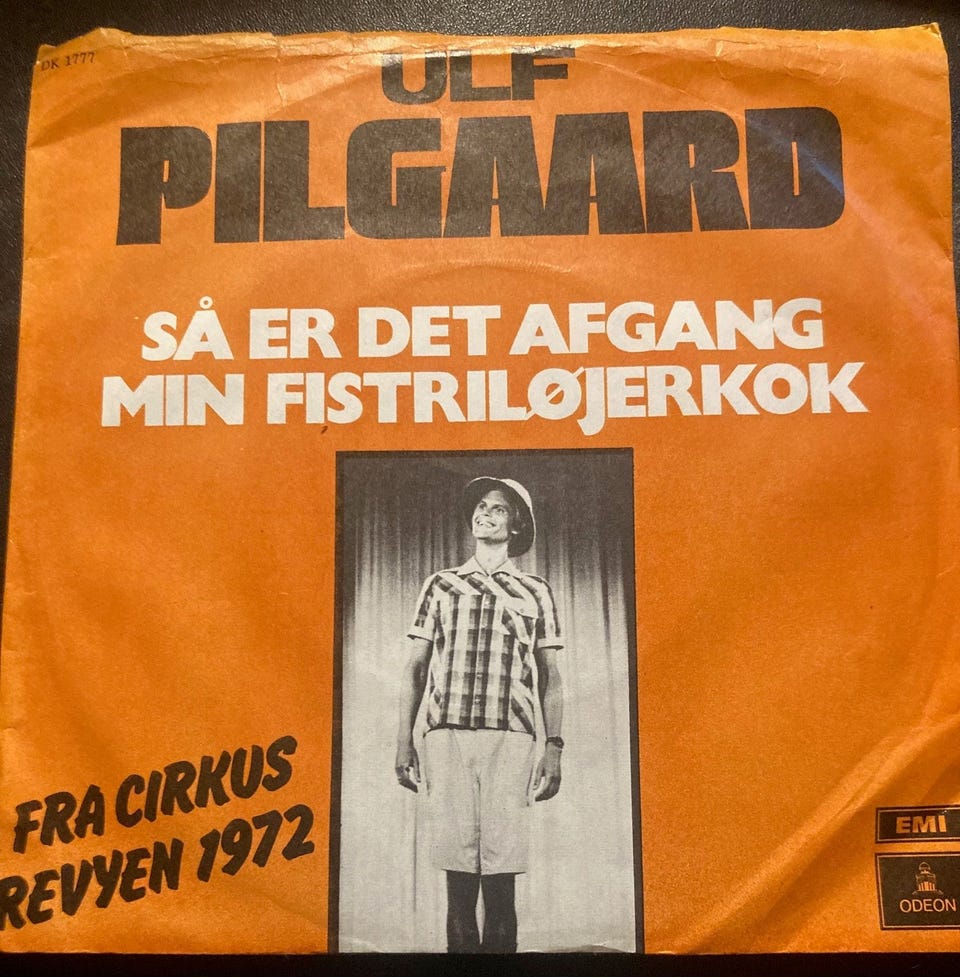 DK 1777
ULF
PILGAARD
SÅ ER DET AFGANG
MIN FISTRILØJERKOK
FRA CIRKUS
REVYEN 1972
EMI
ODEON